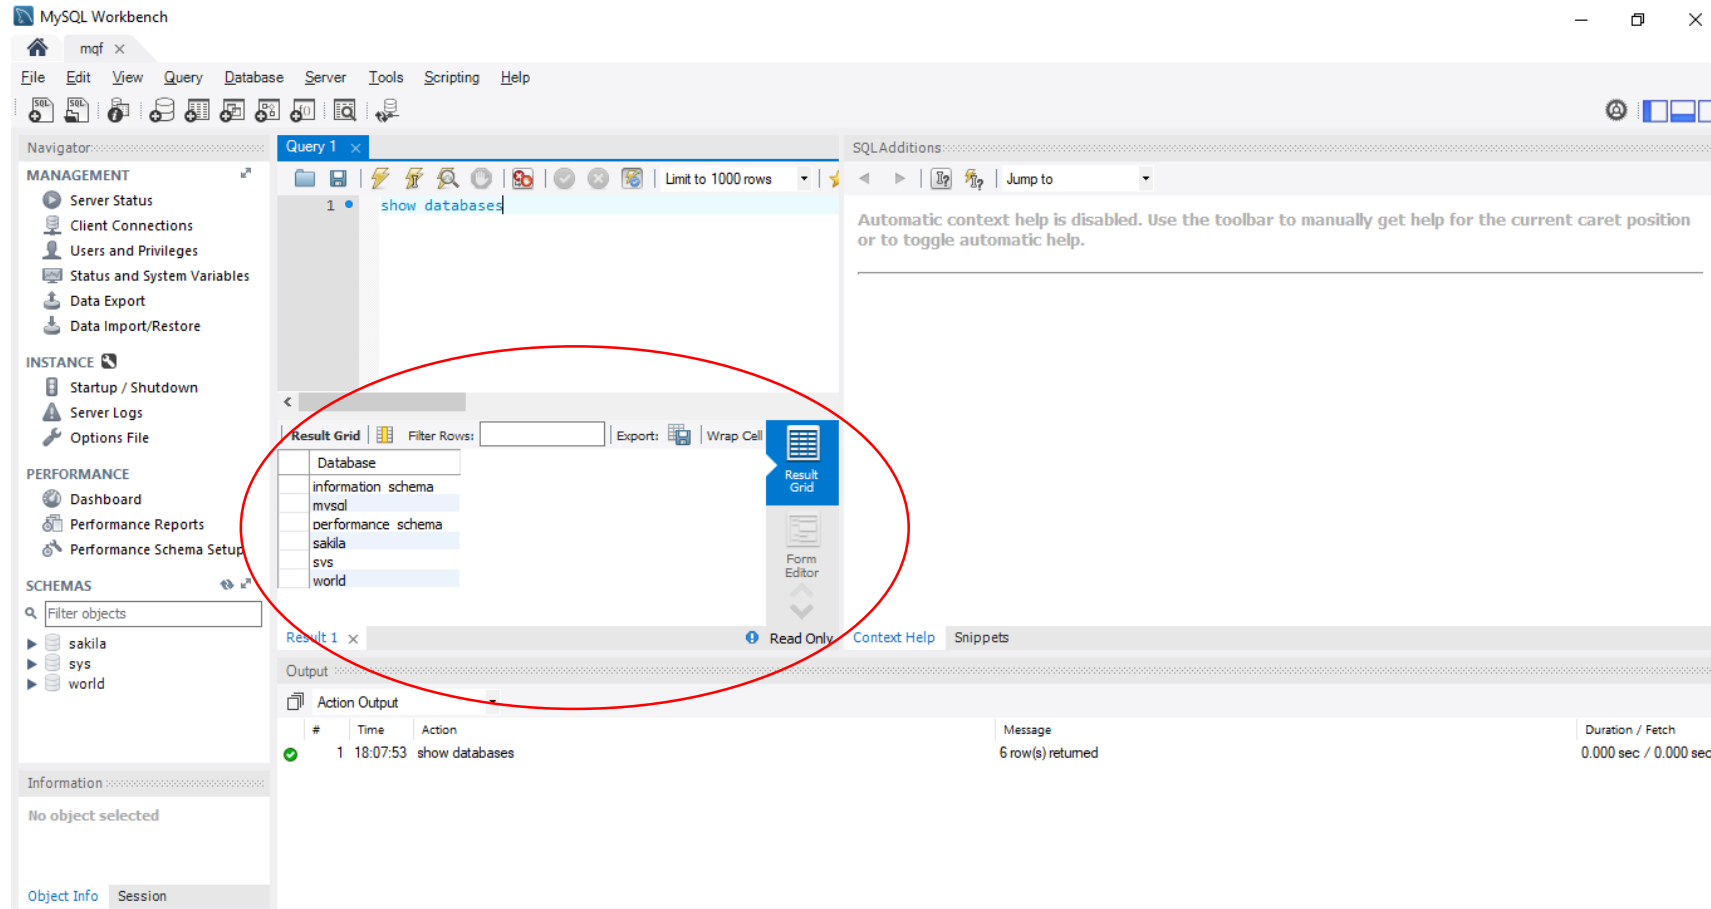 MySQL Workbench
mqf
File Edit View Query Database Server Tools Scripting Help
Navigator
MANAGEMENT
Server Status
Client Connections
Users and Privileges
Status and System Variables
Data Export
Data Import/Restore
INSTANCE
Startup / Shutdown
Server Logs
Options File
PERFORMANCE
Dashboard
Performance Reports
Performance Schema Setup
SCHEMAS
Filter objects
sakila
sys
world
Information
No object selected
Object Info Session
Query 1
Limit to 1000 rows
1 show databases
Result Grid Filter Rows: Export: Wrap Cell
Database
information_schema
mysql
performance_schema
sakila
sys
world
Result
Grid
Form
Editor
Result 1 Read Only
SQLAdditions
Jump to
Automatic context help is disabled. Use the toolbar to manually get help for the current caret position
or to toggle automatic help.
Context Help Snippets
Output
Action Output
# Time Action Message Duration / Fetch
1 18:07:53 show databases 6 row(s) returned 0.000 sec / 0.000 sec